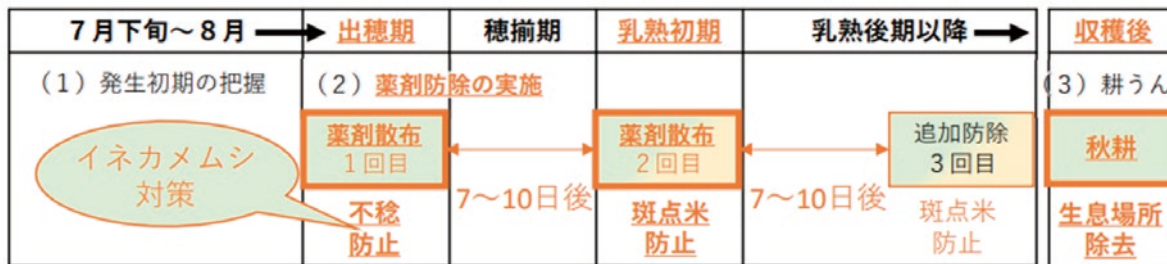 7月下旬～8月 → 出穂期 穂揃期 乳熟初期 乳熟後期以降 → 収穫後
（1）発生初期の把握 （2）薬剤防除の実施 （3）耕うん
イネカメムシ
対策
薬剤散布
1回目
不稔
防止
7～10日後
薬剤散布
2回目
斑点米
防止
7～10日後
追加防除
3回目
斑点米
防止
秋耕
生息場所
除去